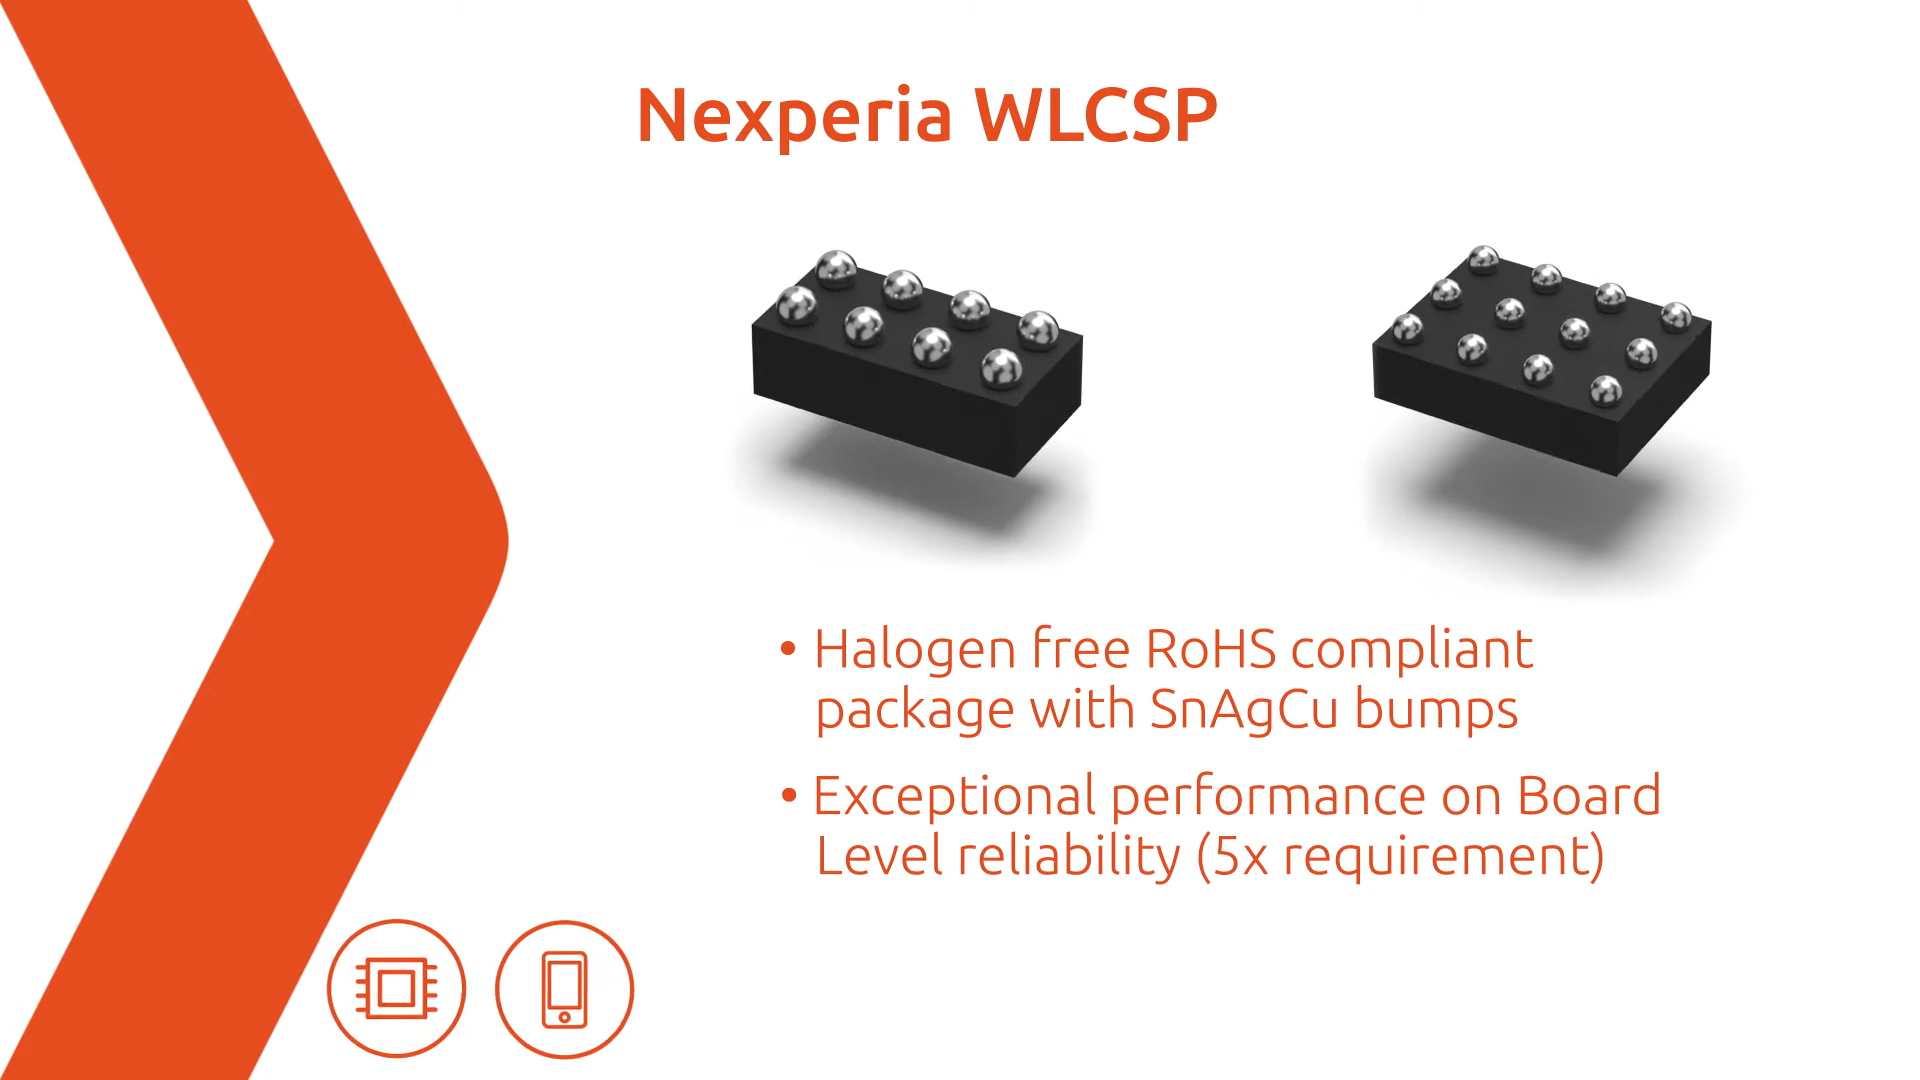 Nexperia WLCSP
• Halogen free RoHS compliant
package with SnAgCu bumps
• Exceptional performance on Board
Level reliability (5x requirement)